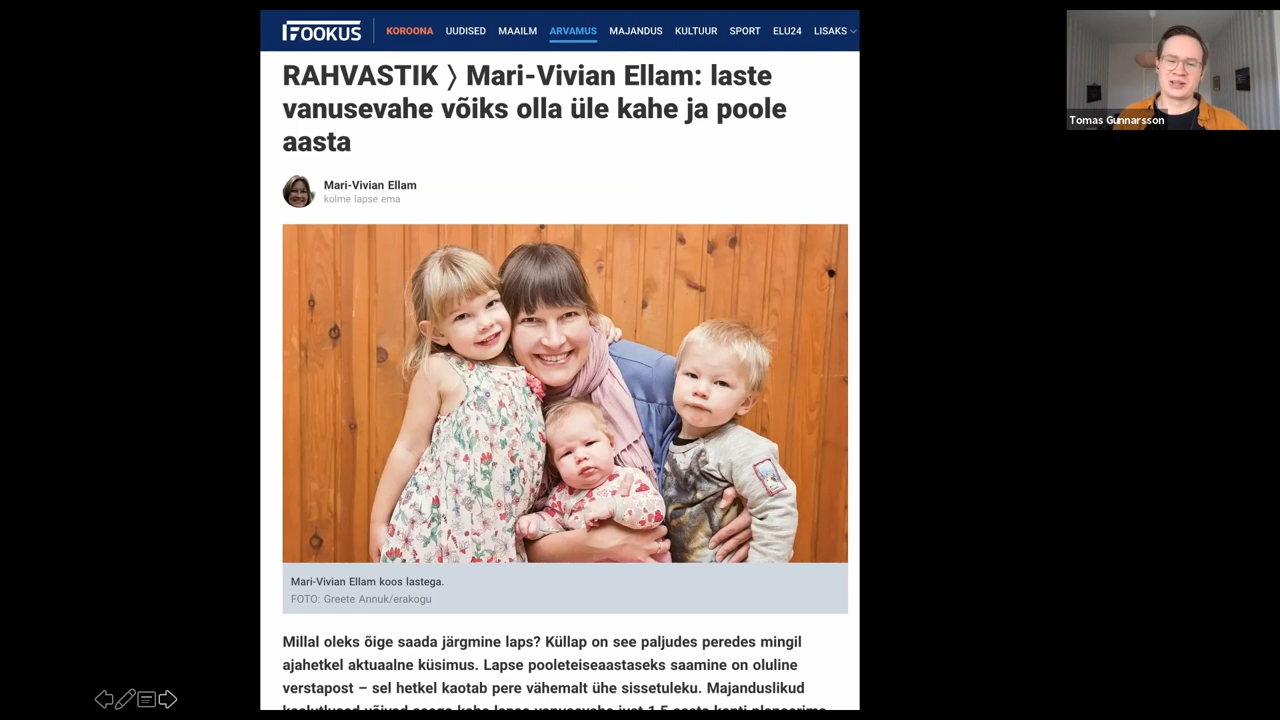 FOOKUS
KOROONA UUDISED MAAILM ARVAMUS MAJANDUS KULTUUR SPORT ELU24 LISAKS
RAHVASTIK 〉 Mari-Vivian Ellam: laste
vanusevahe võiks olla üle kahe ja poole
aasta
Mari-Vivian Ellam
kolme lapse ema
Mari-Vivian Ellam koos lastega.
FOTO: Greete Annuk/erakogu
Millal oleks õige saada järgmine laps? Küllap on see paljudes peredes mingil
ajahetkel aktuaalne küsimus. Lapse pooleteiseaastaseks saamine on oluline
verstapost – sel hetkel kaotab pere vähemalt ühe sissetuleku. Majanduslikud
Tomas Gunnarsson